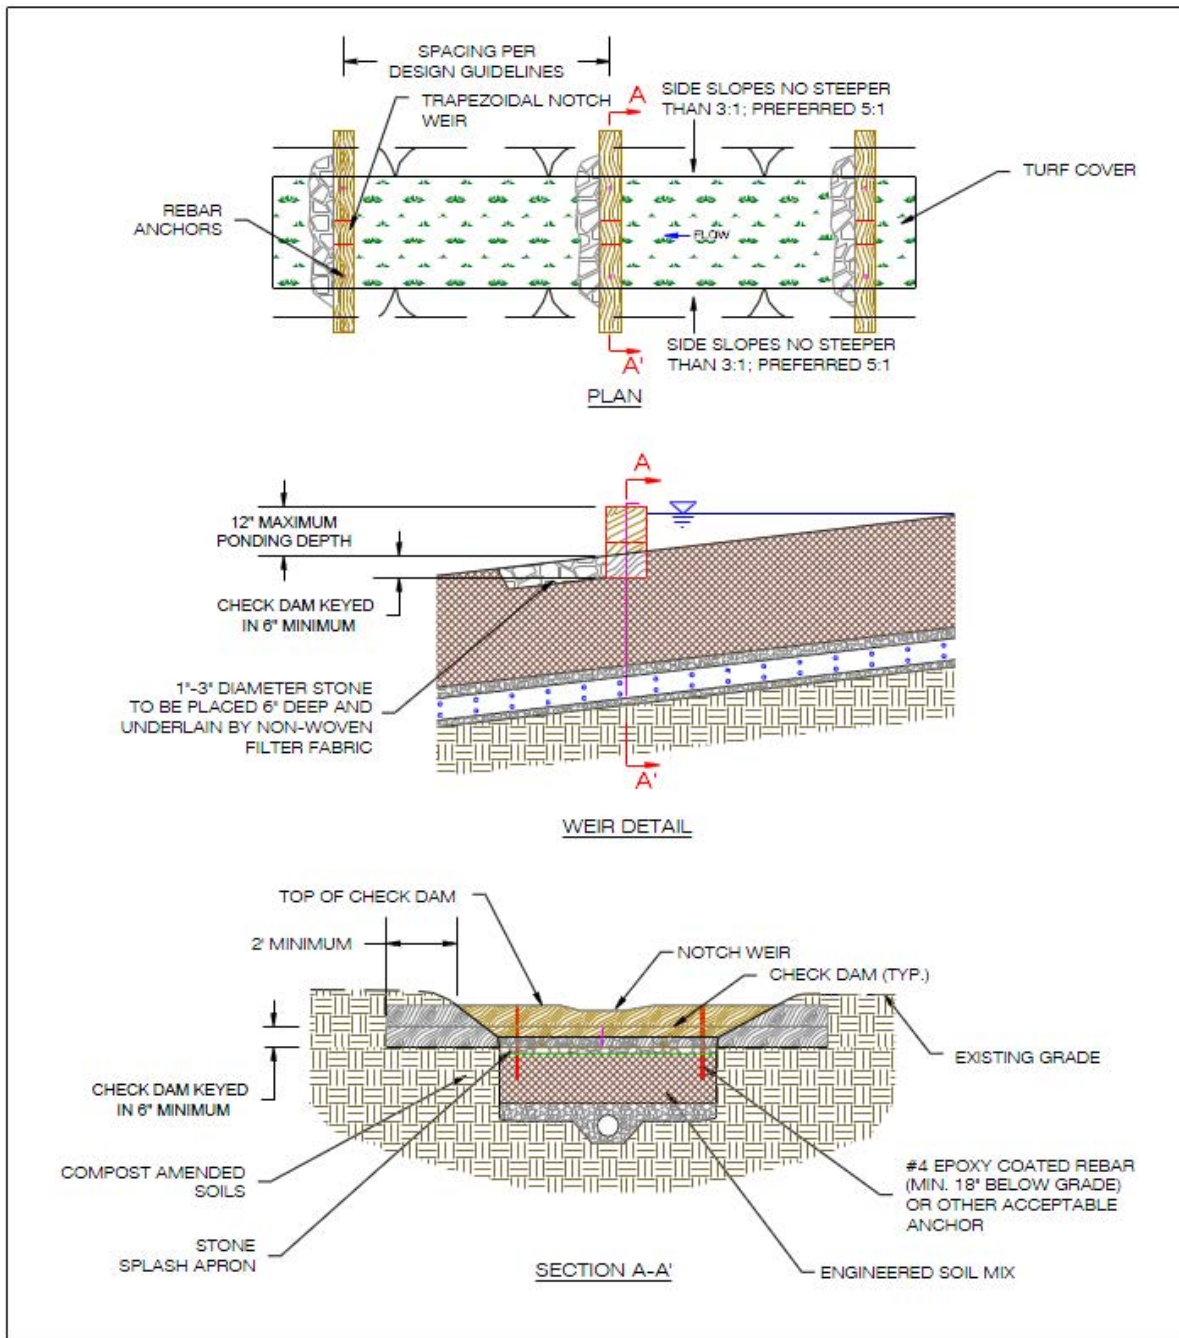 SPACING PER
DESIGN GUIDELINES
TRAPEZOIDAL NOTCH
WEIR
A
SIDE SLOPES NO STEEPER
THAN 3:1; PREFERRED 5:1
TURF COVER
REBAR
ANCHORS
FLOW
SIDE SLOPES NO STEEPER
THAN 3:1; PREFERRED 5:1
A'
PLAN
A
12" MAXIMUM
PONDING DEPTH
CHECK DAM KEYED
IN 6" MINIMUM
1"-3" DIAMETER STONE
TO BE PLACED 6" DEEP AND
UNDERLAIN BY NON-WOVEN
FILTER FABRIC
A'
WEIR DETAIL
TOP OF CHECK DAM
2' MINIMUM
NOTCH WEIR
CHECK DAM (TYP.)
EXISTING GRADE
CHECK DAM KEYED
IN 6" MINIMUM
COMPOST AMENDED
SOILS
#4 EPOXY COATED REBAR
(MIN. 18" BELOW GRADE)
OR OTHER ACCEPTABLE
ANCHOR
STONE
SPLASH APRON
SECTION A-A'
ENGINEERED SOIL MIX